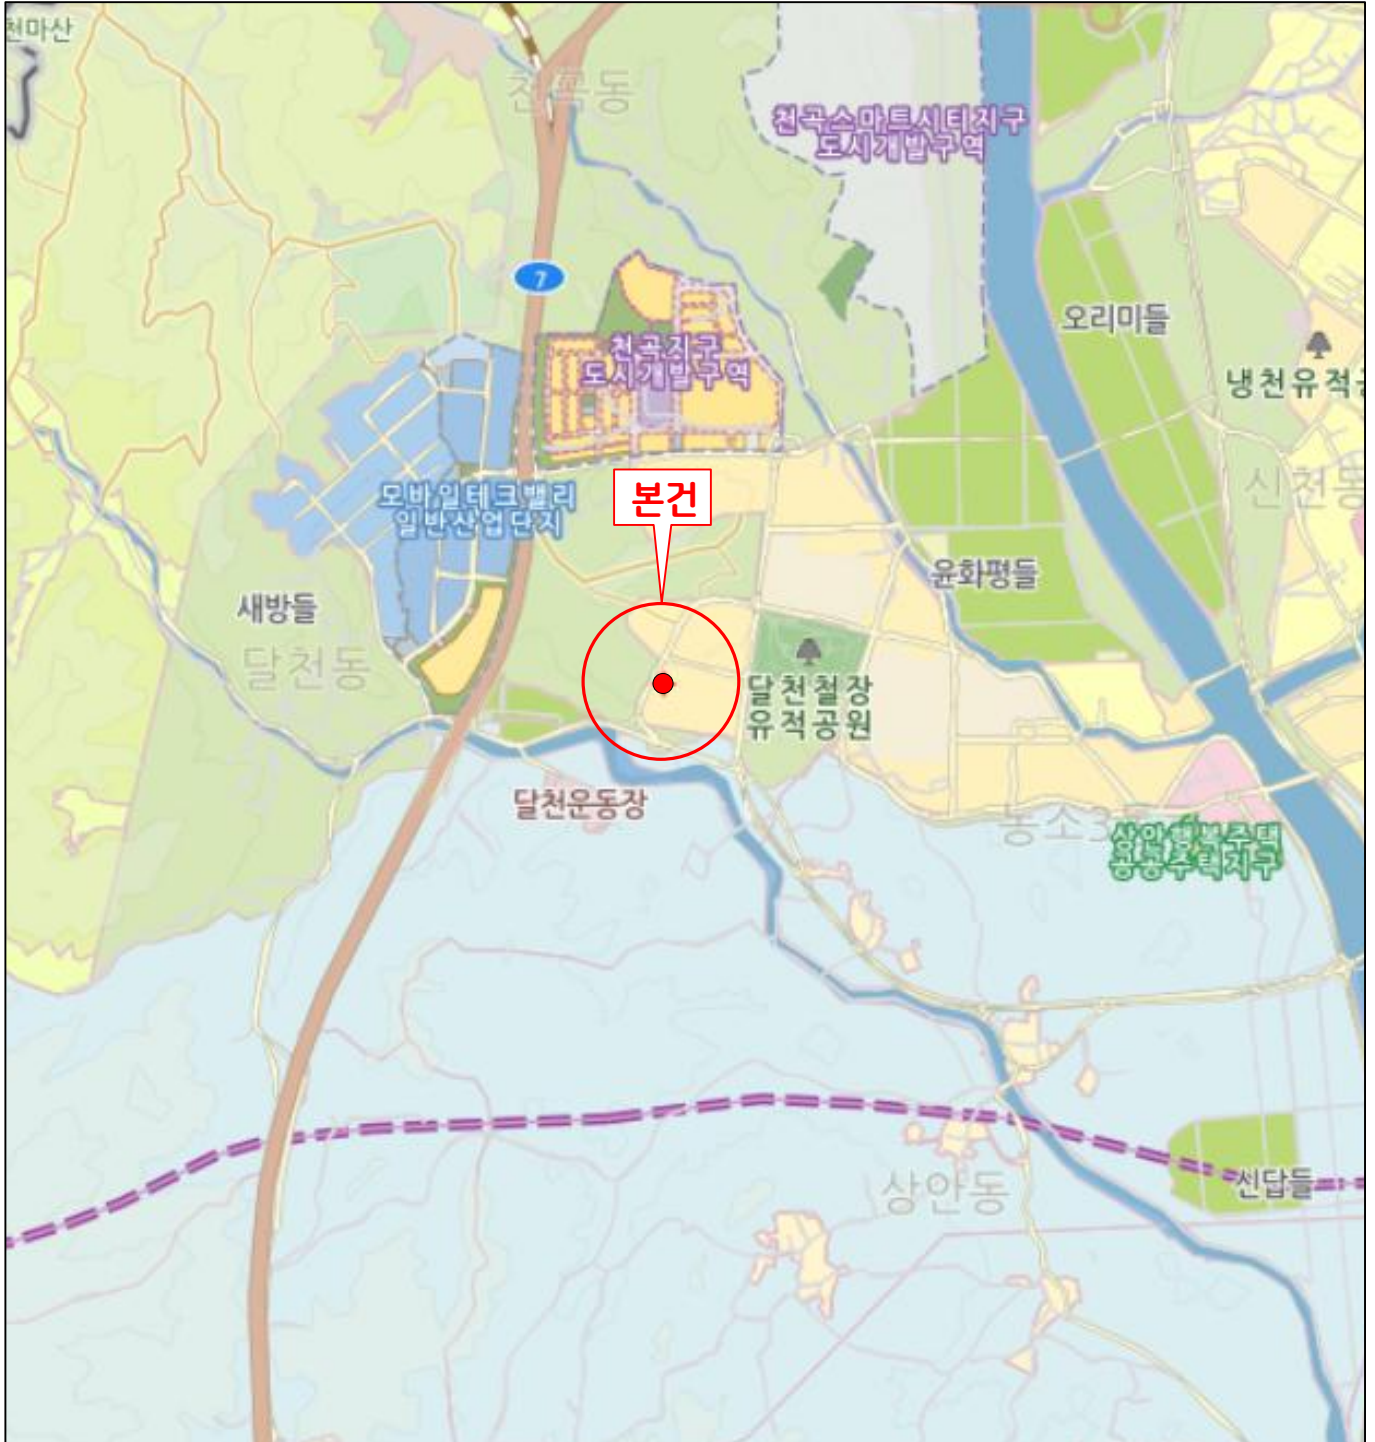 천마산
천곡동
천곡스마트시티지구
도시개발구역
7
오리미들
천곡지구
도시개발구역
냉천유적공
신천동
본건
모바일테크밸리
일반산업단지
윤화평들
새방들
달천동
달천철장
유적공원
달천운동장
농소3
상안행복주택
공공주택지구
상안동
신답들